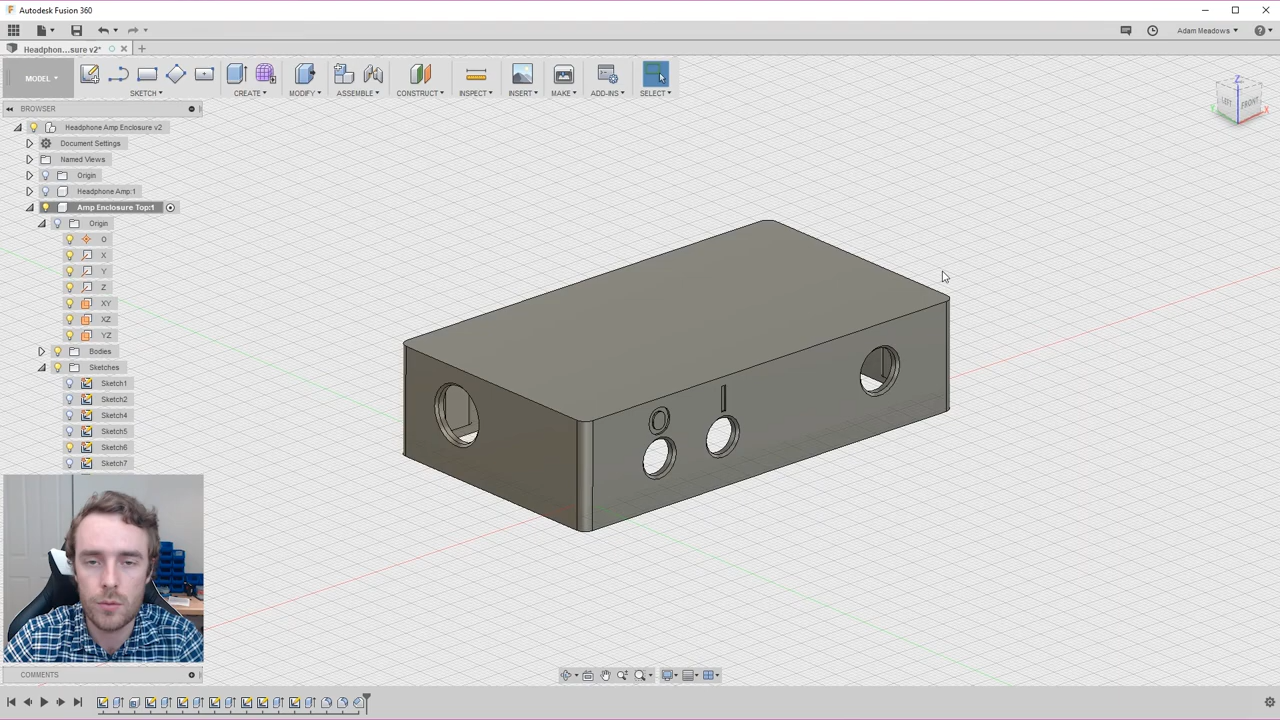 Autodesk Fusion 360
Adam Meadows
Headphon...sure v2*
MODEL
SKETCH
CREATE
MODIFY
ASSEMBLE
CONSTRUCT
INSPECT
INSERT
MAKE
ADD-INS
SELECT
BROWSER
Headphone Amp Enclosure v2
Document Settings
Named Views
Origin
Headphone Amp:1
Amp Enclosure Top:1
Origin
O
X
Y
Z
XY
XZ
YZ
Bodies
Sketches
Sketch1
Sketch2
Sketch4
Sketch5
Sketch6
Sketch7
Z
LEFT
FRONT
X
COMMENTS